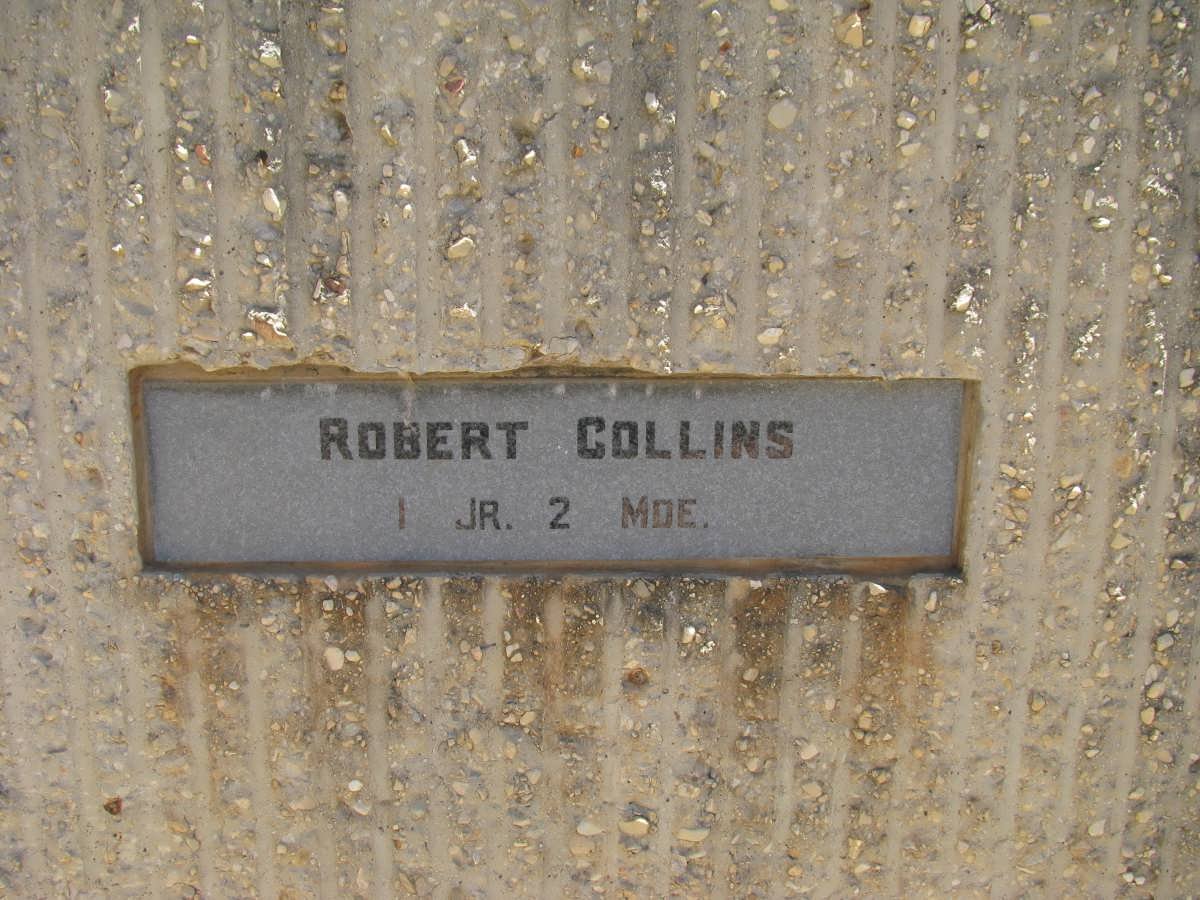 ROBERT COLLINS
1 JR. 2 MDE.